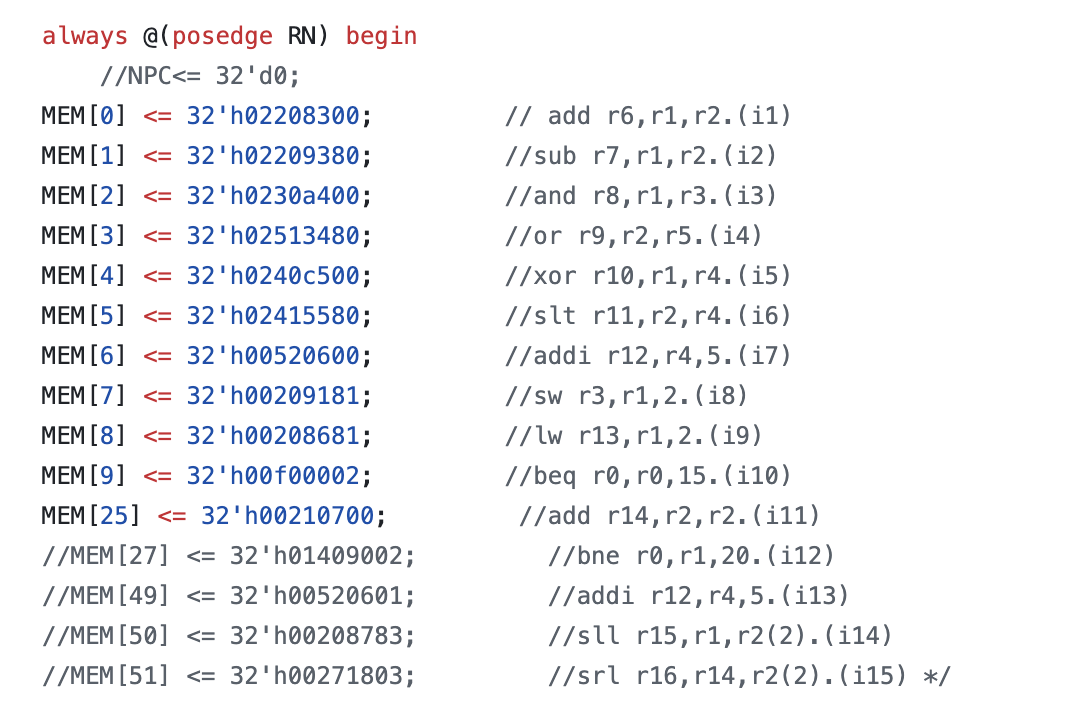 always @(posedge RN) begin
//NPC<= 32'd0;
MEM[0] <= 32'h02208300; // add r6,r1,r2.(i1)
MEM[1] <= 32'h02209380; //sub r7,r1,r2.(i2)
MEM[2] <= 32'h0230a400; //and r8,r1,r3.(i3)
MEM[3] <= 32'h02513480; //or r9,r2,r5.(i4)
MEM[4] <= 32'h0240c500; //xor r10,r1,r4.(i5)
MEM[5] <= 32'h02415580; //slt r11,r2,r4.(i6)
MEM[6] <= 32'h00520600; //addi r12,r4,5.(i7)
MEM[7] <= 32'h00209181; //sw r3,r1,2.(i8)
MEM[8] <= 32'h00208681; //lw r13,r1,2.(i9)
MEM[9] <= 32'h00f00002; //beq r0,r0,15.(i10)
MEM[25] <= 32'h00210700; //add r14,r2,r2.(i11)
//MEM[27] <= 32'h01409002; //bne r0,r1,20.(i12)
//MEM[49] <= 32'h00520601; //addi r12,r4,5.(i13)
//MEM[50] <= 32'h00208783; //sll r15,r1,r2(2).(i14)
//MEM[51] <= 32'h00271803; //srl r16,r14,r2(2).(i15) */